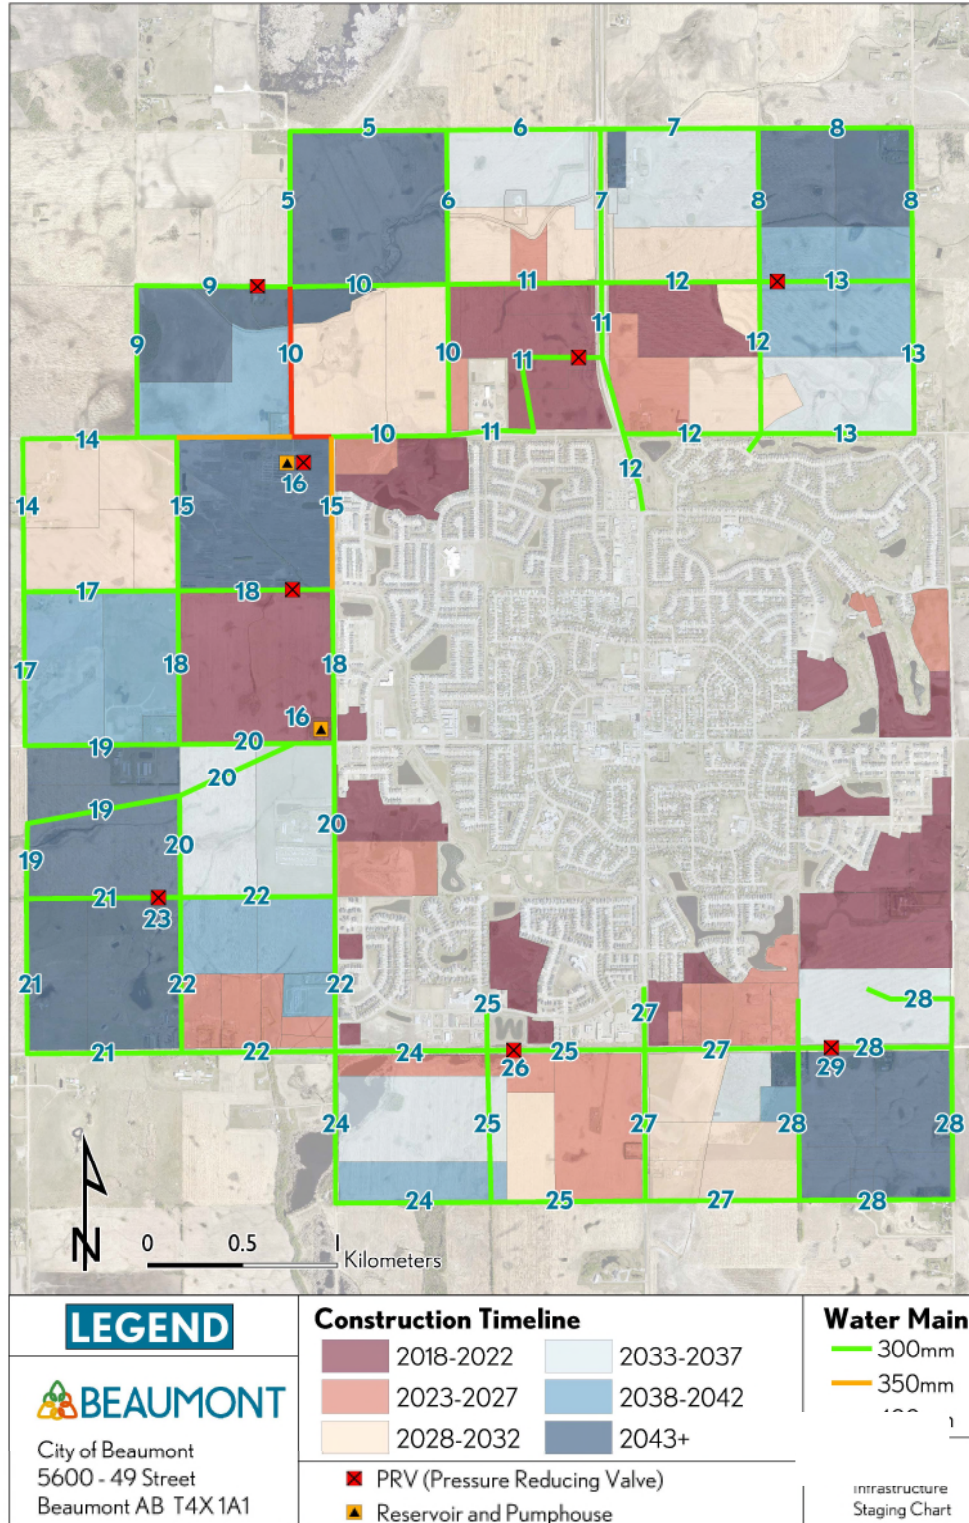 5 6 7 8
5 6 7 8 8
9 10 11 12 13
9 10 10 11 11 12 13
14 10 11 12 13
14 15 16 15 12
17 18
17 18 18
16
19 20
20
19 20
19 20
21 22
23
21 22 22
25 27 28
21 22 24 25 27 28
26 29
24 25 27 28 28
24 25 27 28
N
0 0.5 1
Kilometers
LEGEND
BEAUMONT
City of Beaumont
5600 - 49 Street
Beaumont AB T4X 1A1
Construction Timeline
2018-2022
2033-2037
2023-2027
2038-2042
2028-2032
2043+
PRV (Pressure Reducing Valve)
Reservoir and Pumphouse
Water Main
300mm
350mm
Infrastructure
Staging Chart